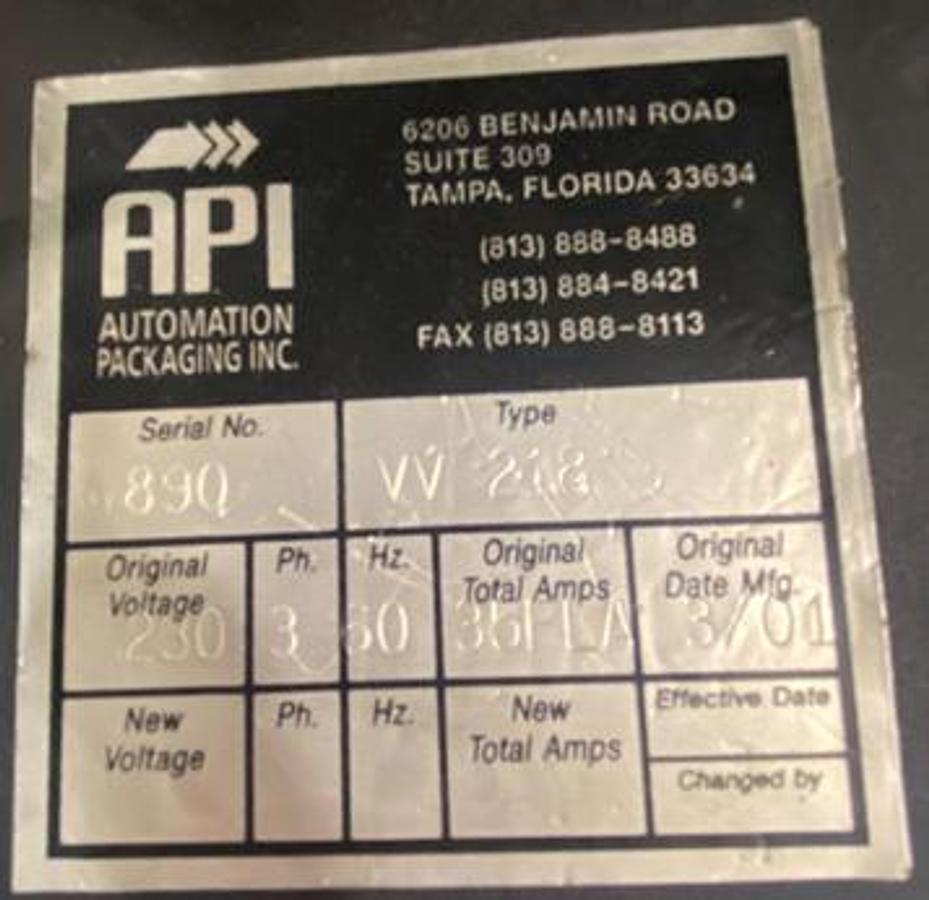 6206 BENJAMIN ROAD
SUITE 309
TAMPA, FLORIDA 33634
(813) 888-8488
(813) 884-8421
FAX (813) 888-8113
API
AUTOMATION
PACKAGING INC.
Serial No.
890
Type
VV 218
Original
Voltage
230
Ph.
3
Hz.
60
Original
Total Amps
Original
Date Mfg.
3/01
New
Voltage
Ph.
Hz.
New
Total Amps
Effective Date
Changed by